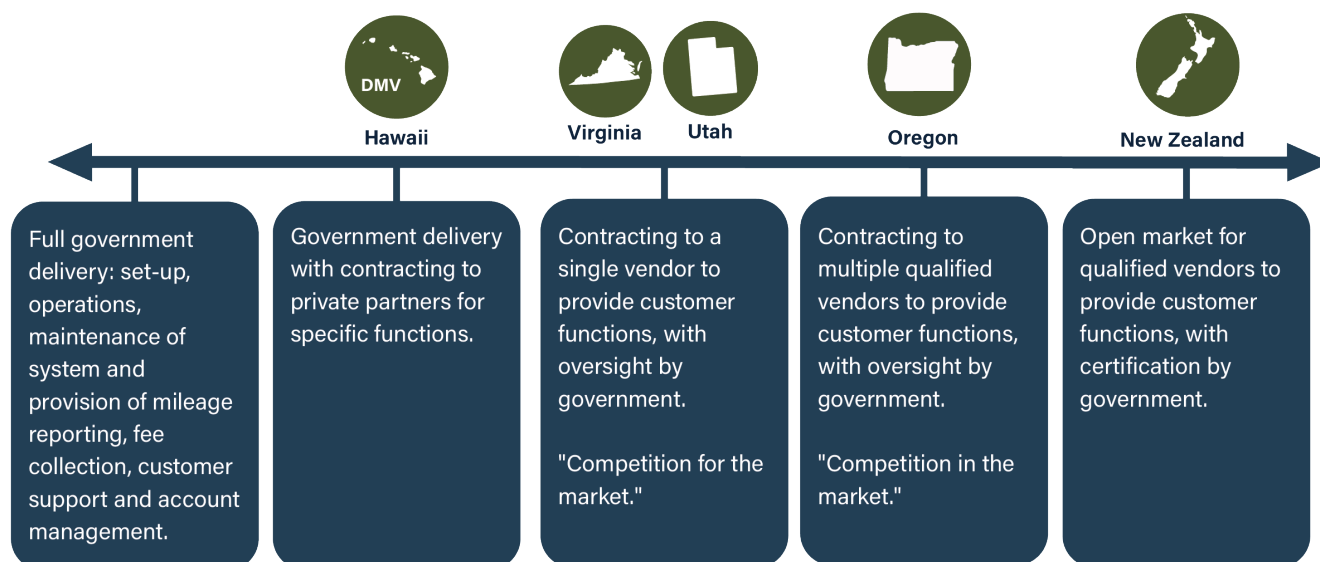 DMV
Hawaii
Virginia
Utah
Oregon
New Zealand
Full government
delivery: set-up,
operations,
maintenance of
system and
provision of mileage
reporting, fee
collection, customer
support and account
management.
Government delivery
with contracting to
private partners for
specific functions.
Contracting to a
single vendor to
provide customer
functions, with
oversight by
government.
"Competition for the
market."
Contracting to
multiple qualified
vendors to provide
customer functions,
with oversight by
government.
"Competition in the
market."
Open market for
qualified vendors to
provide customer
functions, with
certification by
government.